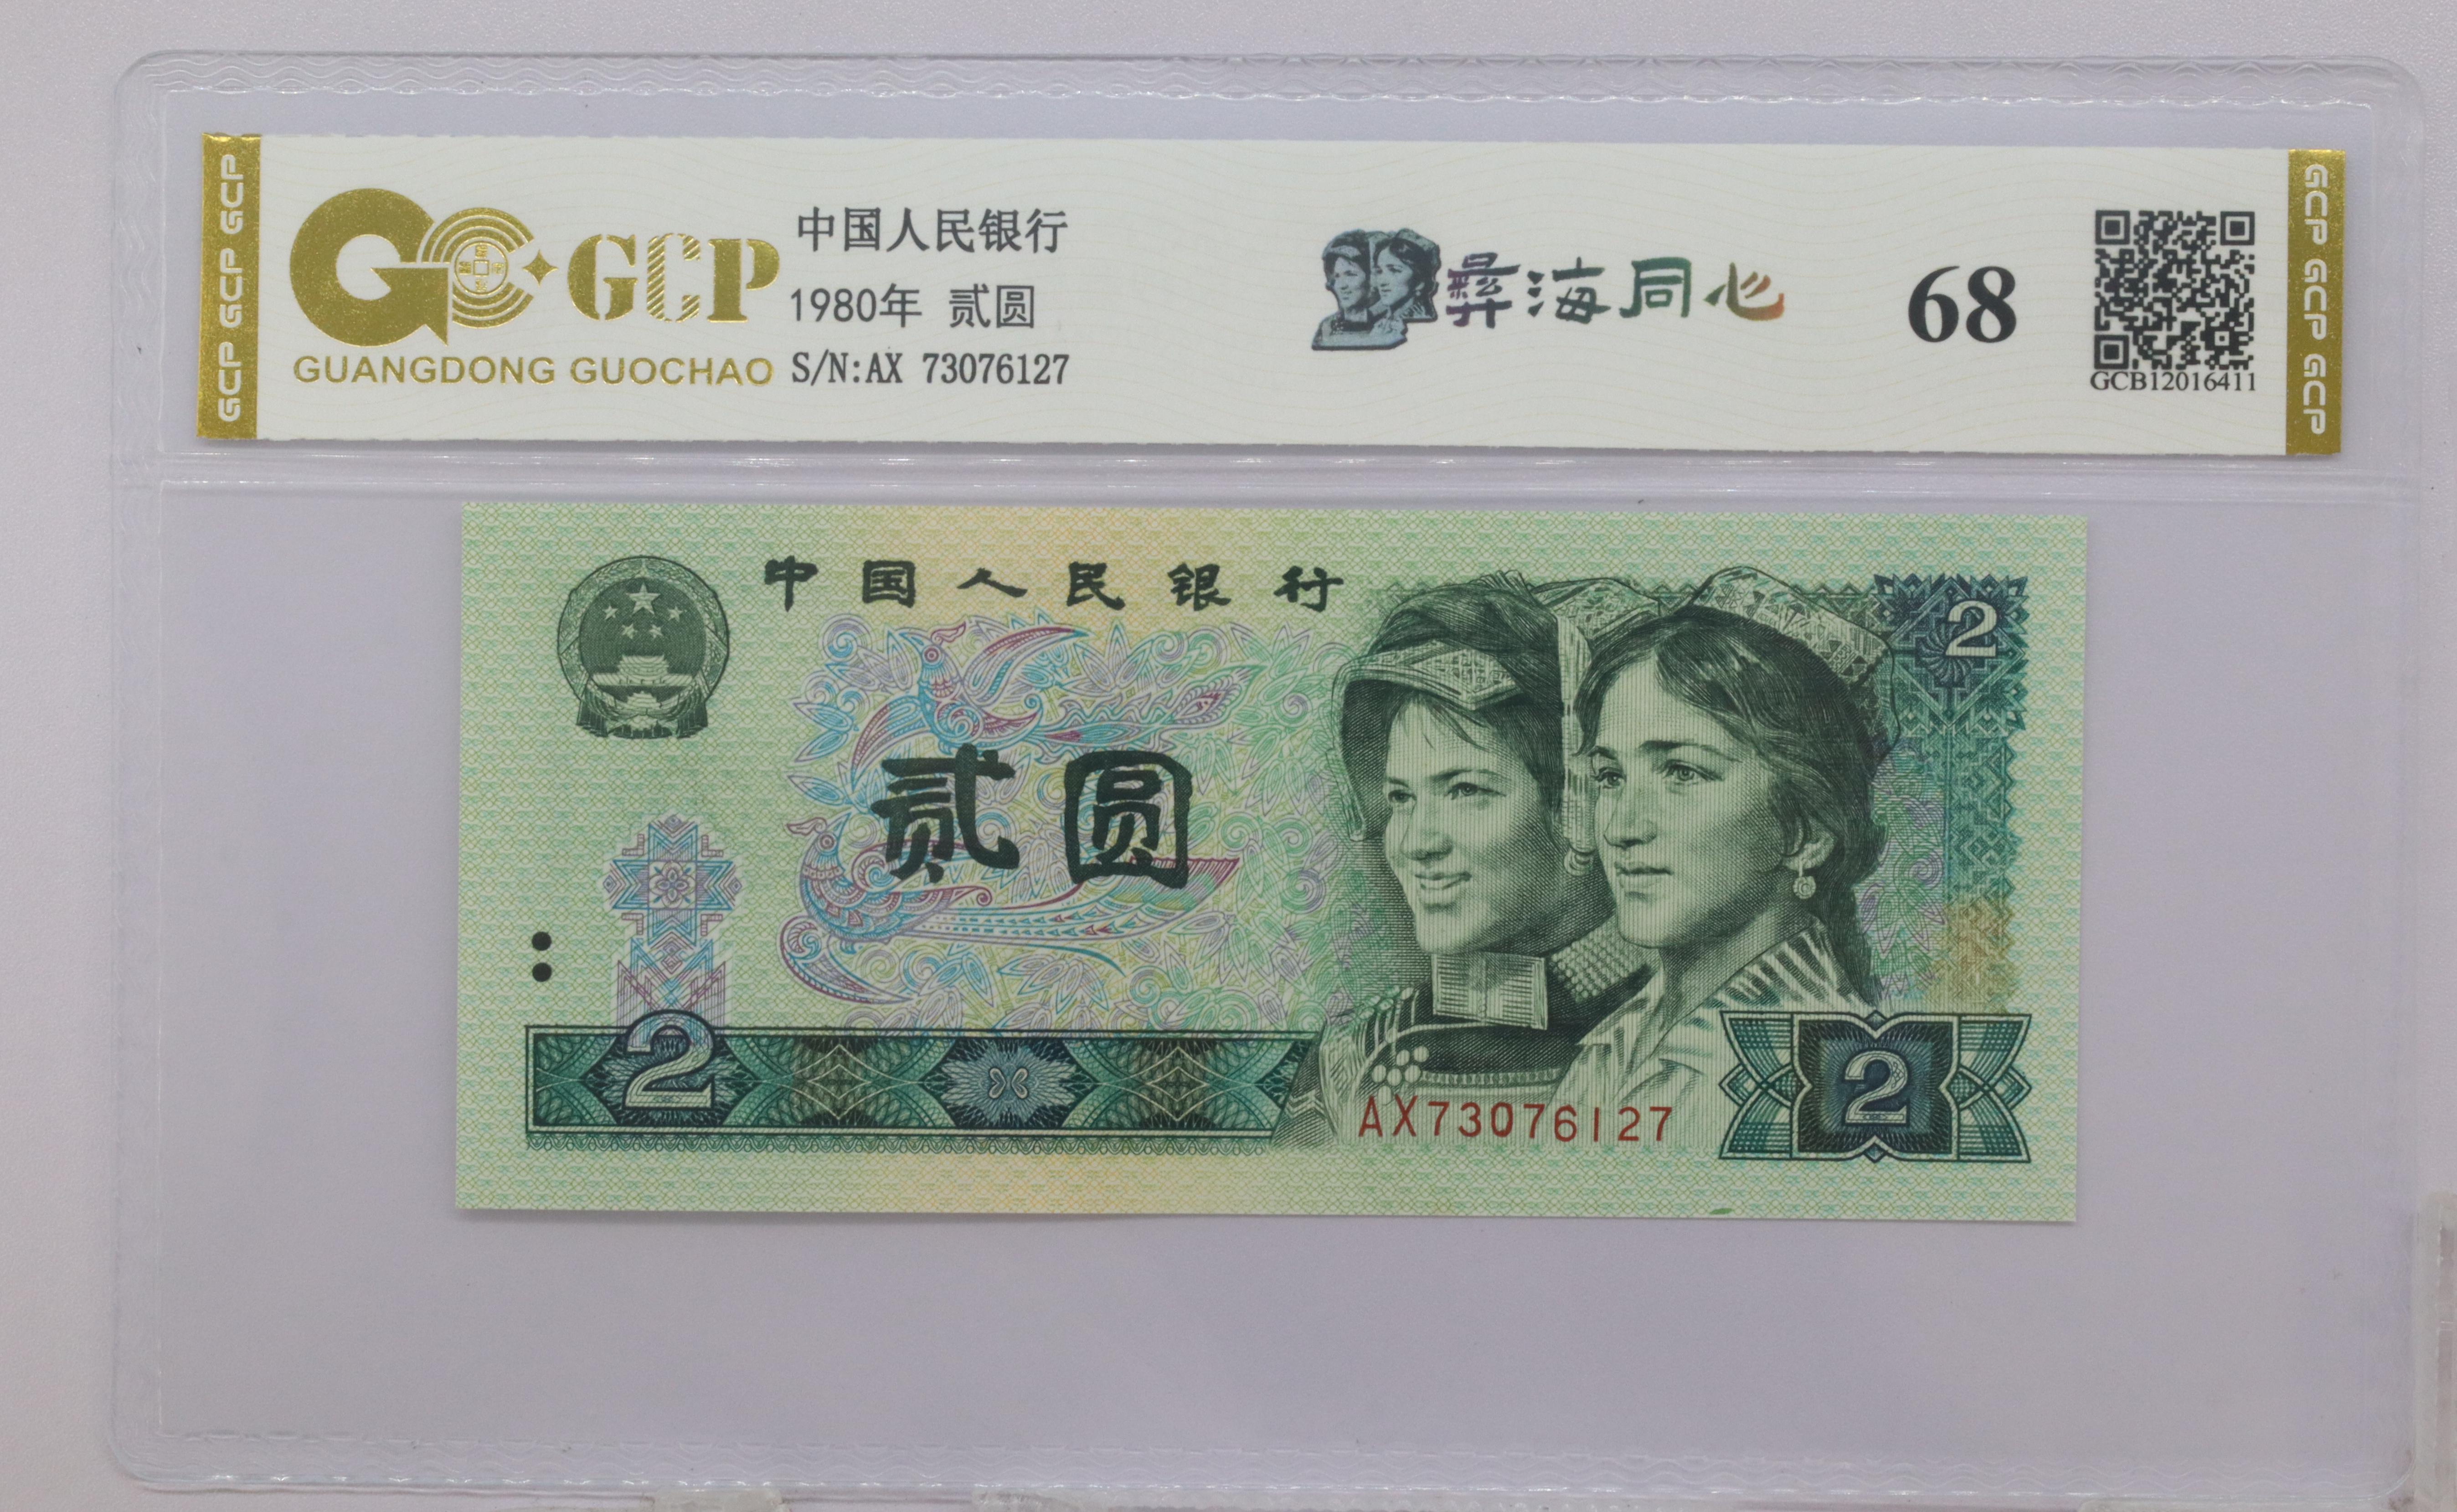 GCP GCP GCP
GCP
GUANGDONG GUOCHAO
中国人民银行
1980年 贰圆
S/N:AX 73076127
彝海同心
68
GCB12016411
GCP GCP GCP
中国人民银行
2
贰圆
2
AX73076127
2